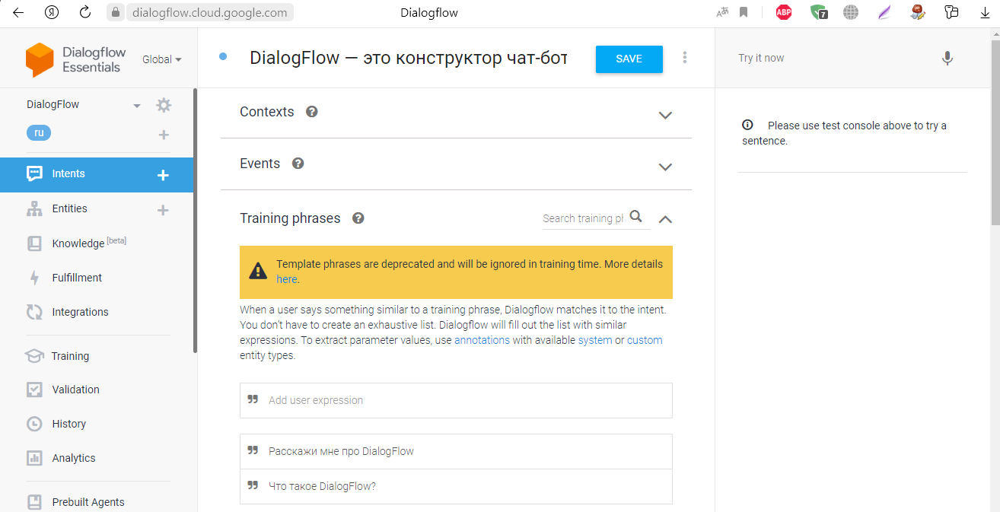 dialogflow.cloud.google.com
Dialogflow
ABP
7
Dialogflow
Essentials
Global
DialogFlow
ru
Intents
Entities
Knowledge [beta]
Fulfillment
Integrations
Training
Validation
History
Analytics
Prebuilt Agents
DialogFlow — это конструктор чат-бот
SAVE
Contexts
Events
Training phrases
Search training ph
Template phrases are deprecated and will be ignored in training time. More details
here.
When a user says something similar to a training phrase, Dialogflow matches it to the intent.
You don't have to create an exhaustive list. Dialogflow will fill out the list with similar
expressions. To extract parameter values, use annotations with available system or custom
entity types.
Add user expression
Расскажи мне про DialogFlow
Что такое DialogFlow?
Try it now
Please use test console above to try a
sentence.